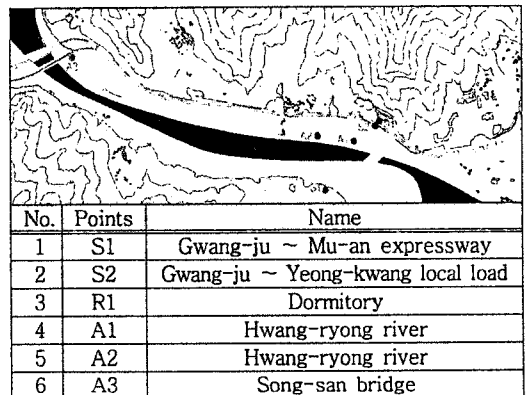 No. Points Name
1 S1 Gwang-ju ~ Mu-an expressway
2 S2 Gwang-ju ~ Yeong-kwang local load
3 R1 Dormitory
4 A1 Hwang-ryong river
5 A2 Hwang-ryong river
6 A3 Song-san bridge